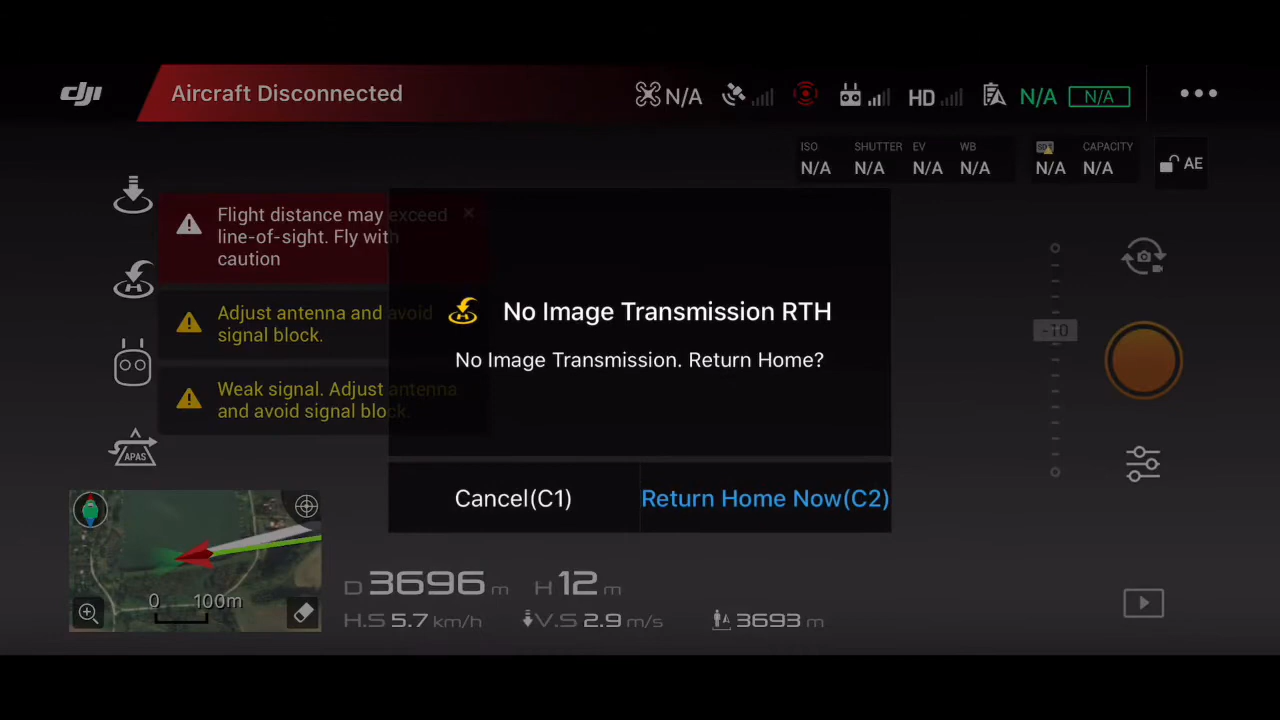 dji
Aircraft Disconnected
N/A
HD
N/A
N/A
ISO
N/A
SHUTTER
N/A
EV
N/A
WB
N/A
N/A
CAPACITY
N/A
AE
Flight distance may exceed
line-of-sight. Fly with
caution
Adjust antenna and avoid
signal block.
Weak signal. Adjust antenna
and avoid signal block.
No Image Transmission RTH
No Image Transmission. Return Home?
Cancel(C1)
Return Home Now(C2)
-10
APAS
0 100m
D 3696 m
H 12 m
H.S 5.7 km/h
V.S 2.9 m/s
3693 m